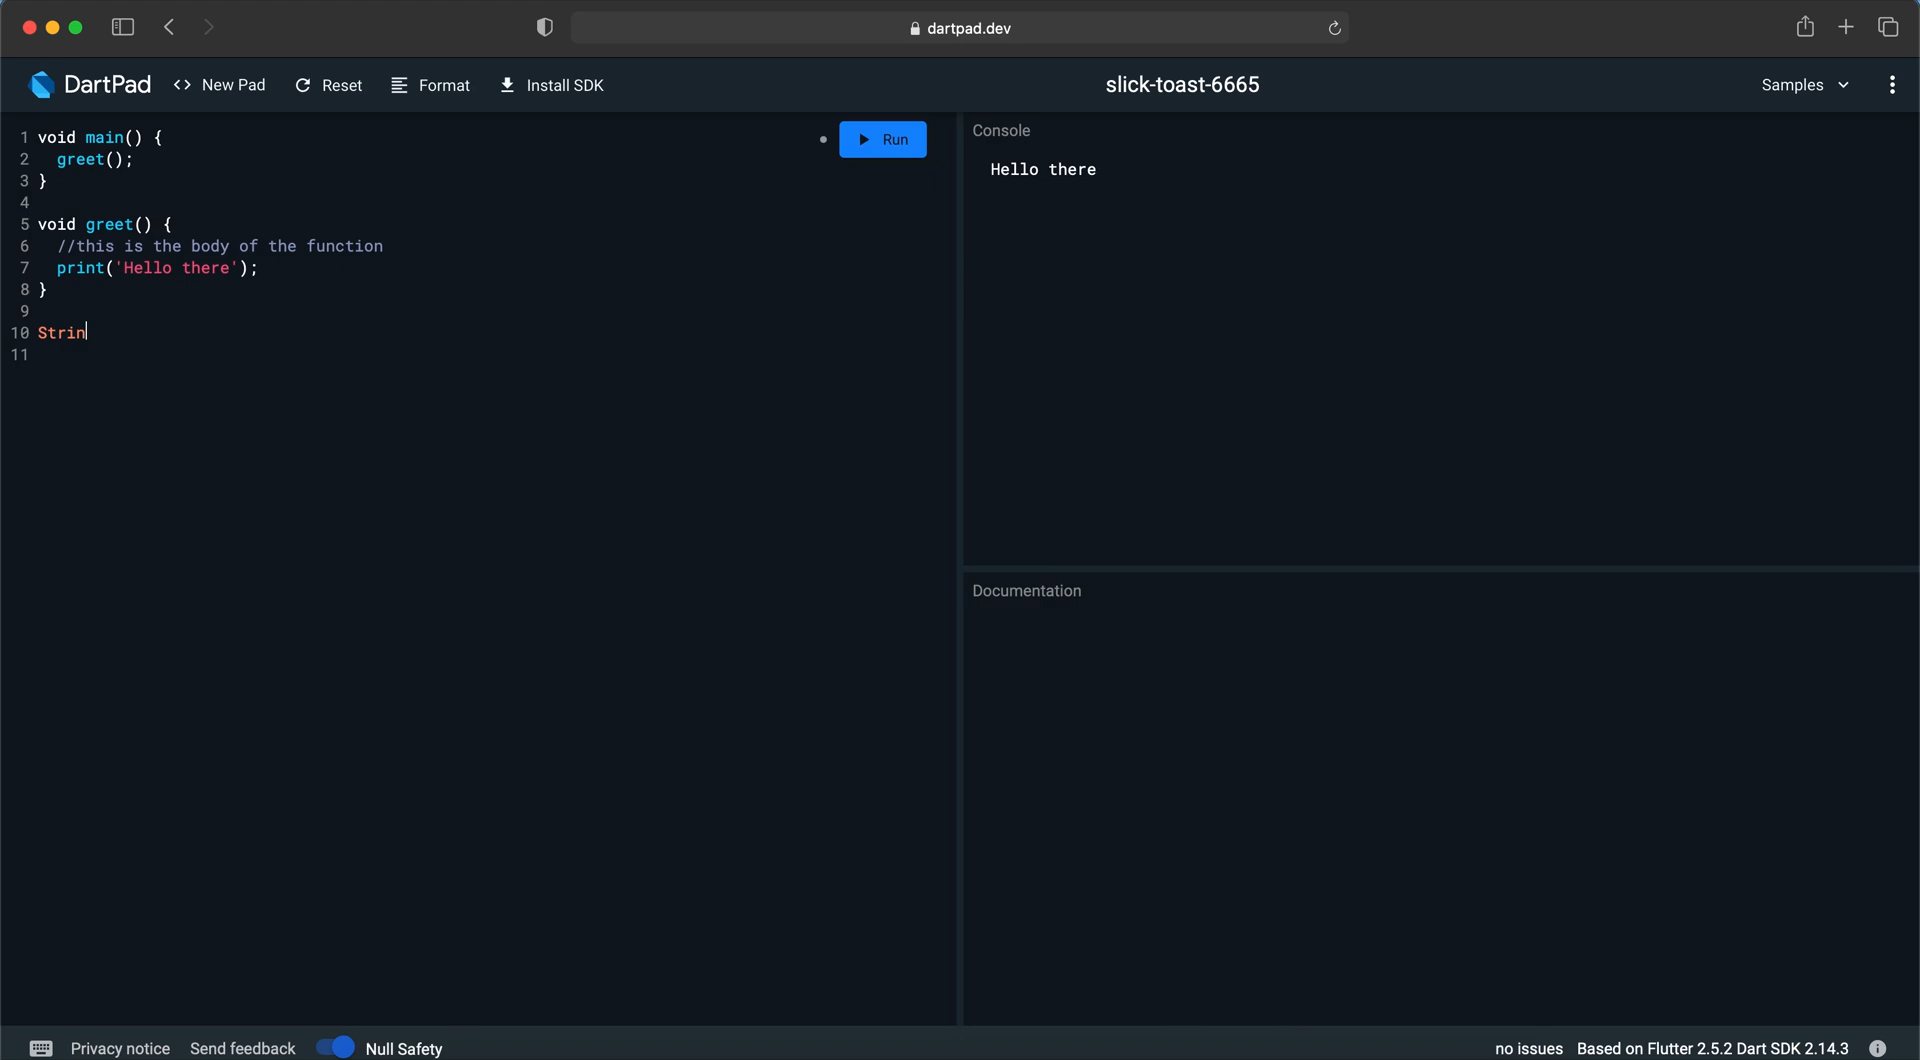 dartpad.dev
DartPad <> New Pad Reset Format Install SDK slick-toast-6665 Samples
1 void main() {
2   greet();
3 }
4
5 void greet() {
6   //this is the body of the function
7   print('Hello there');
8 }
9
10 Strin
11
Run
Console
Hello there
Documentation
Privacy notice Send feedback Null Safety no issues Based on Flutter 2.5.2 Dart SDK 2.14.3